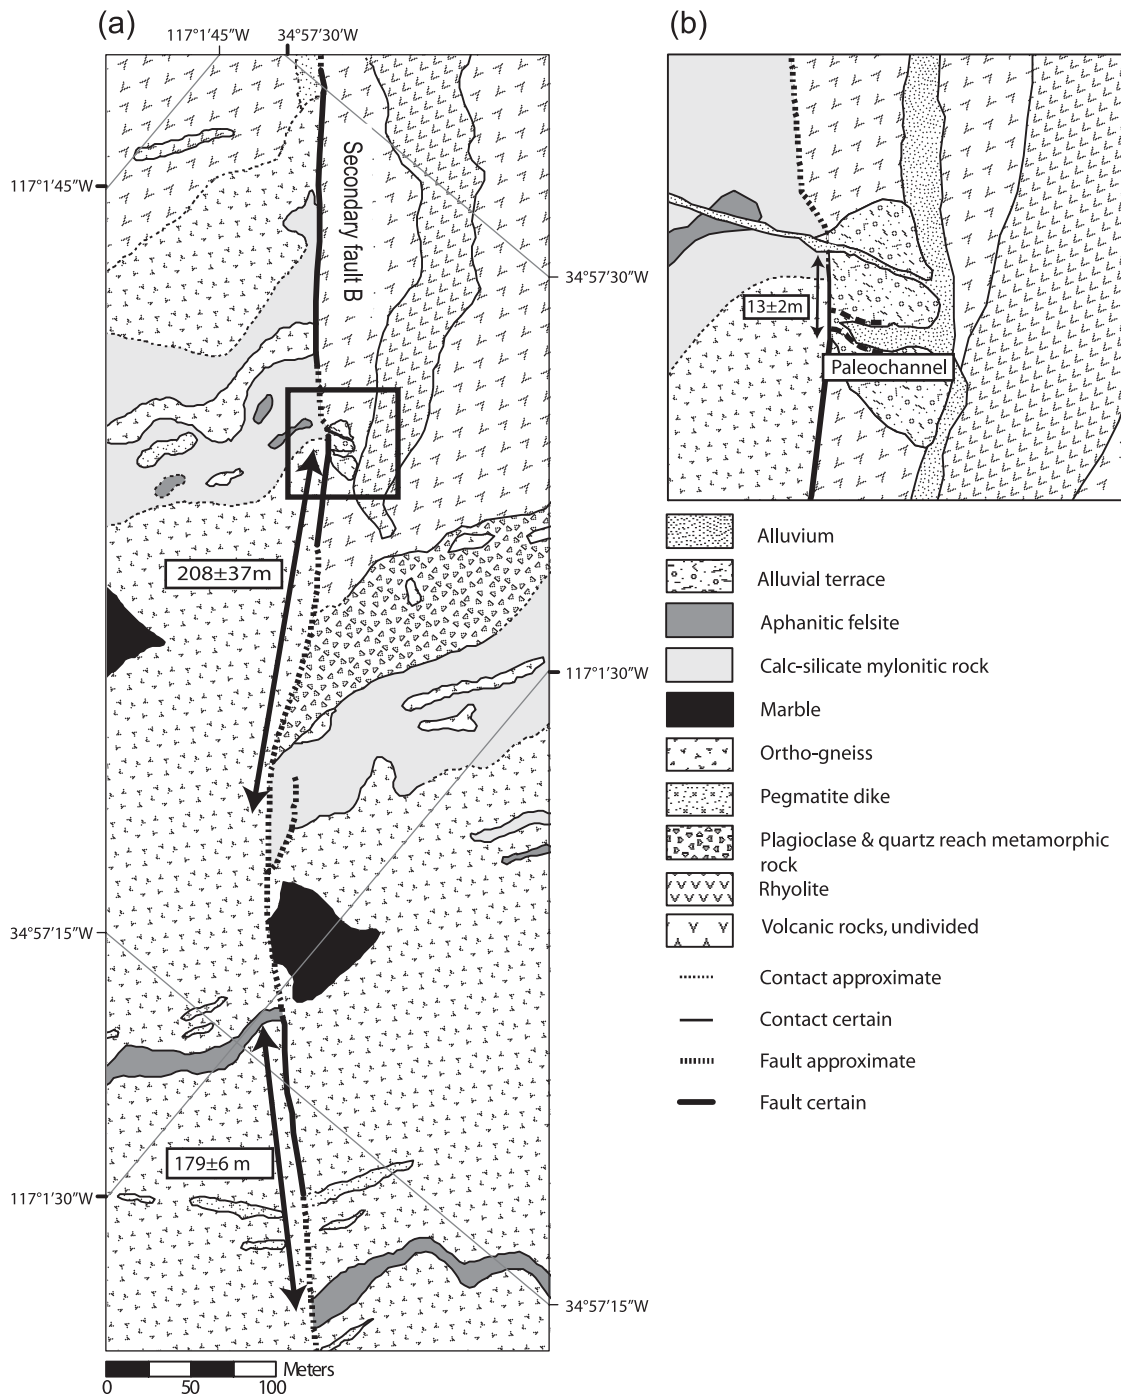 (a)
(b)
117°1'45"W
34°57'30'W
117°1'45"W
Secondary fault B
34°57'30"W
13±2m
Paleochannel
208±37m
117°1'30"W
34°57'15"W
179±6 m
117°1'30"W
34°57'15"W
Meters
0 50 100
Alluvium
Alluvial terrace
Aphanitic felsite
Calc-silicate mylonitic rock
Marble
Ortho-gneiss
Pegmatite dike
Plagioclase & quartz reach metamorphic
rock
Rhyolite
Volcanic rocks, undivided
Contact approximate
Contact certain
Fault approximate
Fault certain